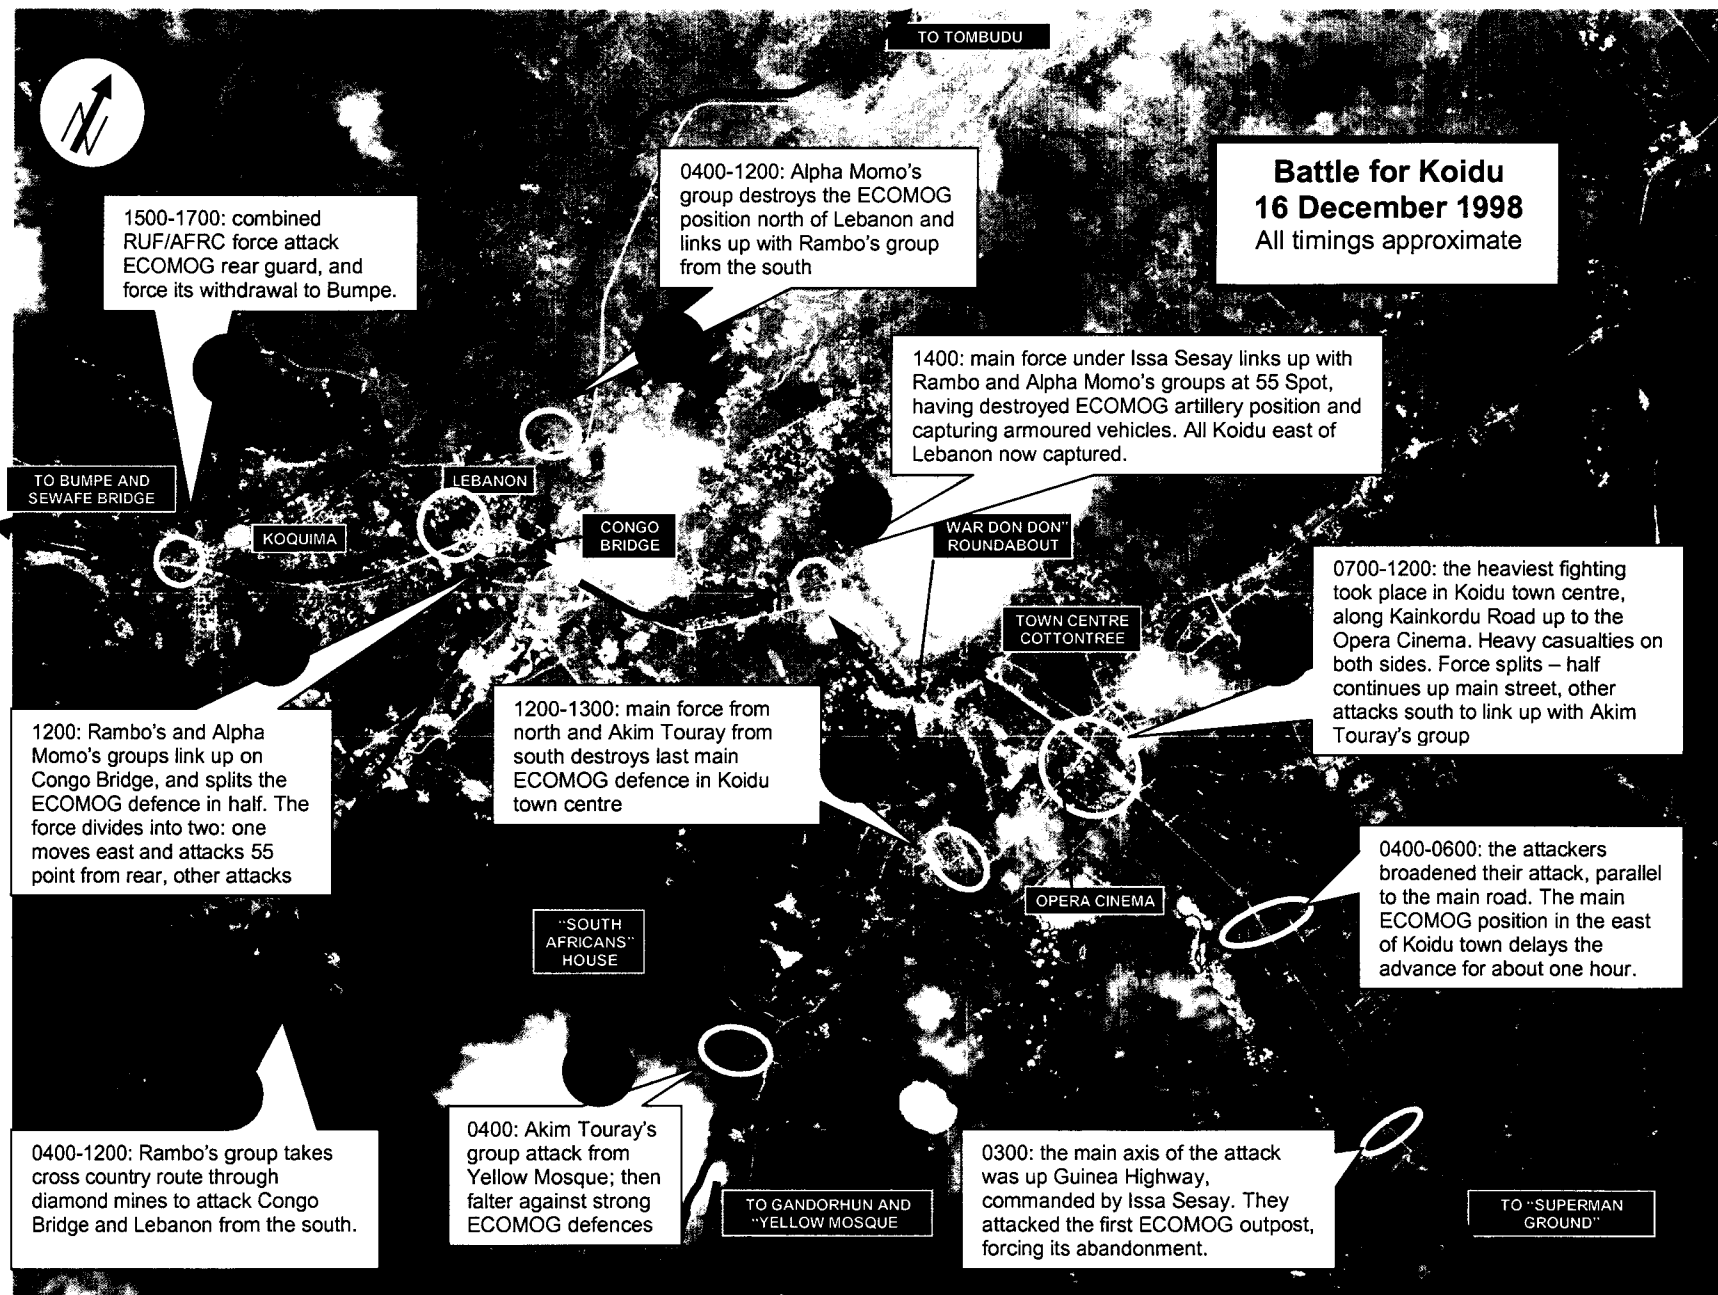 TO TOMBUDU
N
Battle for Koidu
16 December 1998
All timings approximate
0400-1200: Alpha Momo's
group destroys the ECOMOG
position north of Lebanon and
links up with Rambo's group
from the south
1500-1700: combined
RUF/AFRC force attack
ECOMOG rear guard, and
force its withdrawal to Bumpe.
1400: main force under Issa Sesay links up with
Rambo and Alpha Momo's groups at 55 Spot,
having destroyed ECOMOG artillery position and
capturing armoured vehicles. All Koidu east of
Lebanon now captured.
TO BUMPE AND
SEWAFE BRIDGE
LEBANON
KOQUIMA
CONGO
BRIDGE
WAR DON DON"
ROUNDABOUT
0700-1200: the heaviest fighting
took place in Koidu town centre,
along Kainkordu Road up to the
Opera Cinema. Heavy casualties on
both sides. Force splits – half
continues up main street, other
attacks south to link up with Akim
Touray's group
TOWN CENTRE
COTTONTREE
1200: Rambo's and Alpha
Momo's groups link up on
Congo Bridge, and splits the
ECOMOG defence in half. The
force divides into two: one
moves east and attacks 55
point from rear, other attacks
1200-1300: main force from
north and Akim Touray from
south destroys last main
ECOMOG defence in Koidu
town centre
0400-0600: the attackers
broadened their attack, parallel
to the main road. The main
ECOMOG position in the east
of Koidu town delays the
advance for about one hour.
OPERA CINEMA
"SOUTH
AFRICANS"
HOUSE
0400-1200: Rambo's group takes
cross country route through
diamond mines to attack Congo
Bridge and Lebanon from the south.
0400: Akim Touray's
group attack from
Yellow Mosque; then
falter against strong
ECOMOG defences
TO GANDORHUN AND
"YELLOW MOSQUE
0300: the main axis of the attack
was up Guinea Highway,
commanded by Issa Sesay. They
attacked the first ECOMOG outpost,
forcing its abandonment.
TO "SUPERMAN
GROUND"